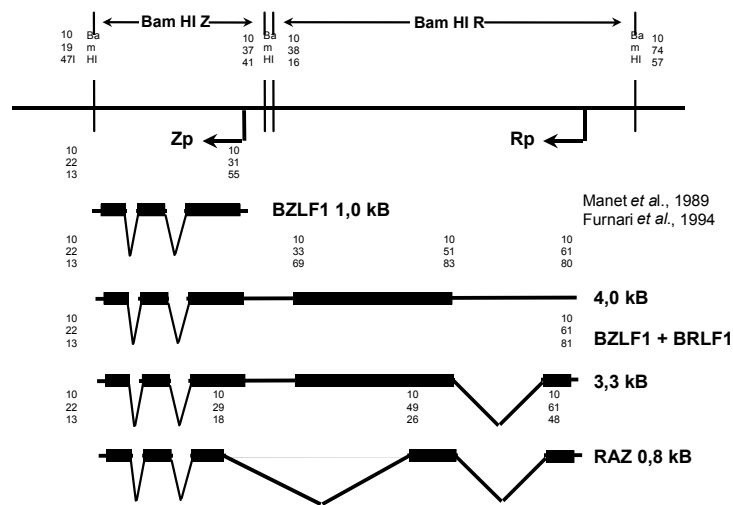 Bam HI Z
Bam HI R
10
19
47I
Ba
m
HI
10
37
41
Ba
m
HI
10
38
16
Ba
m
HI
10
74
57
Zp
Rp
10
22
13
10
31
55
BZLF1 1,0 kB
Manet et al., 1989
Furnari et al., 1994
10
22
13
10
33
69
10
51
83
10
61
80
4,0 kB
10
22
13
10
61
81
BZLF1 + BRLF1
3,3 kB
10
22
13
10
29
18
10
49
26
10
61
48
RAZ 0,8 kB